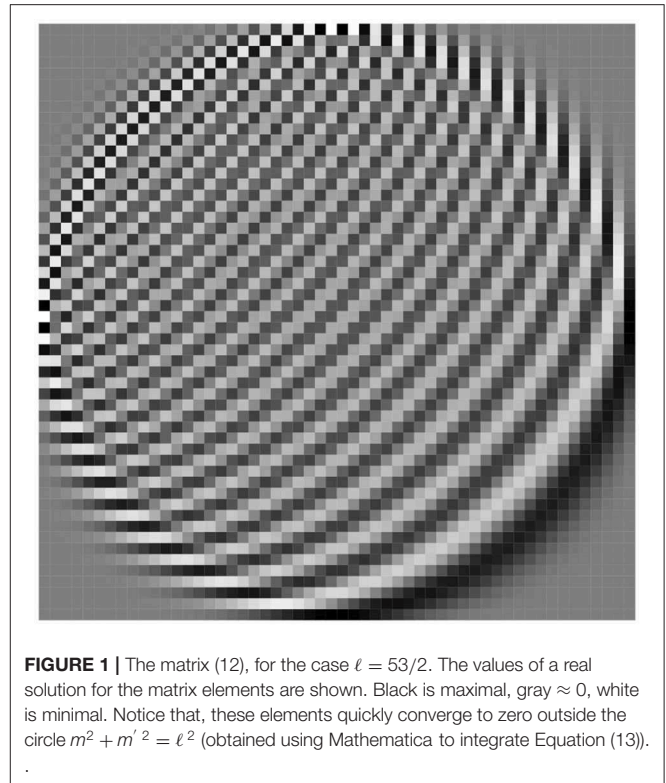 FIGURE 1 | The matrix (12), for the case ℓ = 53/2. The values of a real
solution for the matrix elements are shown. Black is maximal, gray ≈ 0, white
is minimal. Notice that, these elements quickly converge to zero outside the
circle m² + m′ ² = ℓ ² (obtained using Mathematica to integrate Equation (13)).
.